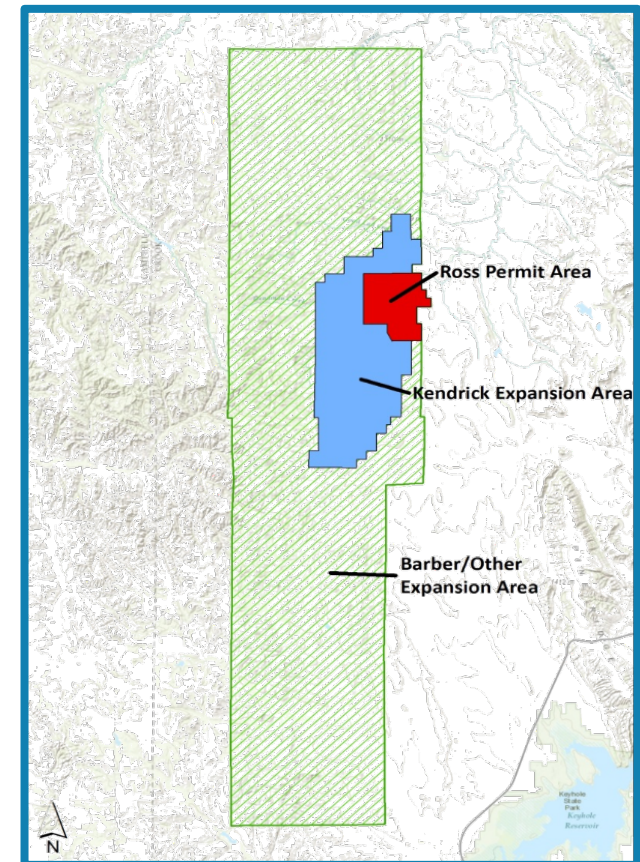 Ross Permit Area
Kendrick Expansion Area
Barber/Other
Expansion Area
Keyhole
State
Park
Keyhole
Reservoir
N